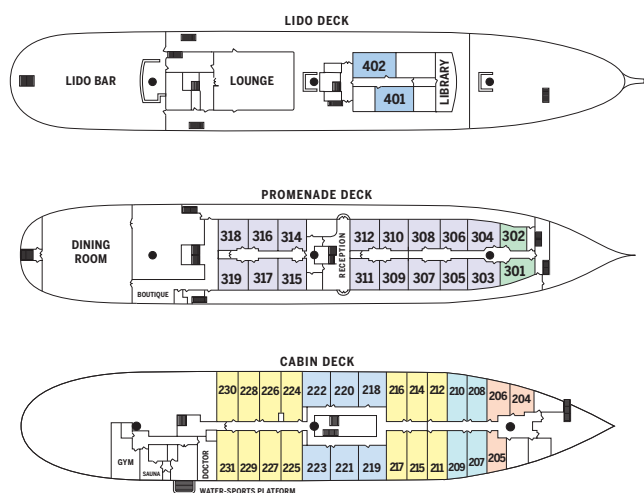 LIDO DECK
LIDO BAR
LOUNGE
402
401
LIBRARY
PROMENADE DECK
DINING
ROOM
BOUTIQUE
318 316 314
319 317 315
RECEPTION
312 310 308 306 304 302
311 309 307 305 303 301
CABIN DECK
230 228 226 224 222 220 218 216 214 212 210 208 206 204
GYM
SAUNA
DOCTOR
231 229 227 225 223 221 219 217 215 211 209 207 205
WATER-SPORTS PLATFORM